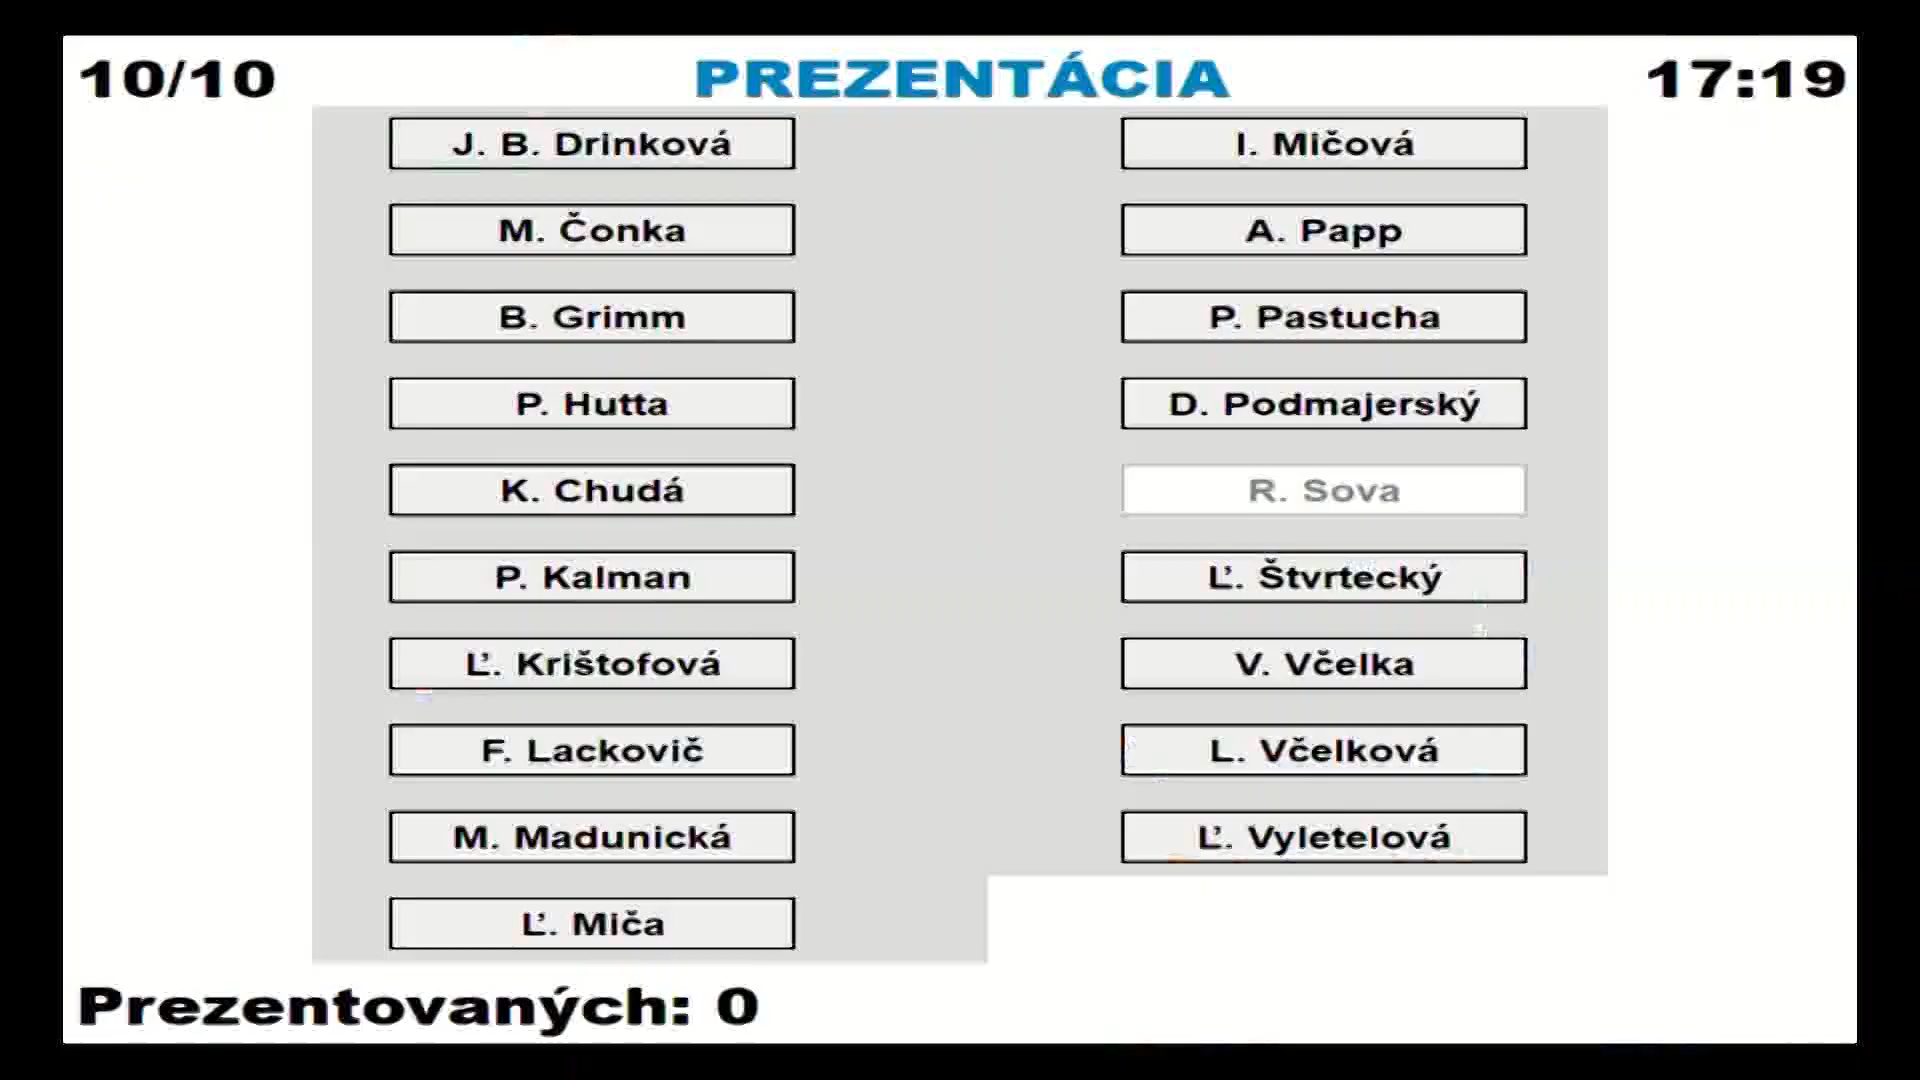 10/10 PREZENTÁCIA 17:19
J. B. Drinková
M. Čonka
B. Grimm
P. Hutta
K. Chudá
P. Kalman
Ľ. Krištofová
F. Lackovič
M. Madunická
Ľ. Miča
I. Mičová
A. Papp
P. Pastucha
D. Podmajerský
R. Sova
Ľ. Štvrtecký
V. Včelka
L. Včelková
Ľ. Vyletelová
Prezentovaných: 0